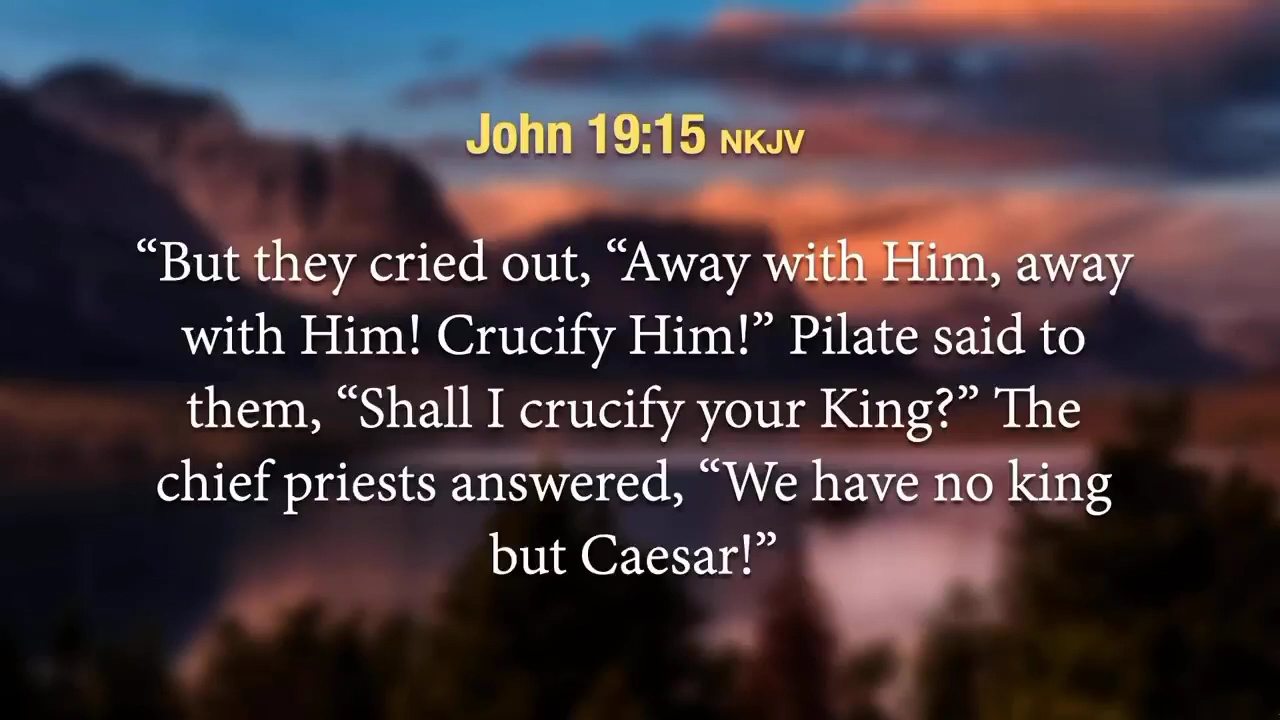 John 19:15 NKJV
“But they cried out, “Away with Him, away
with Him! Crucify Him!” Pilate said to
them, “Shall I crucify your King?” The
chief priests answered, “We have no king
but Caesar!”